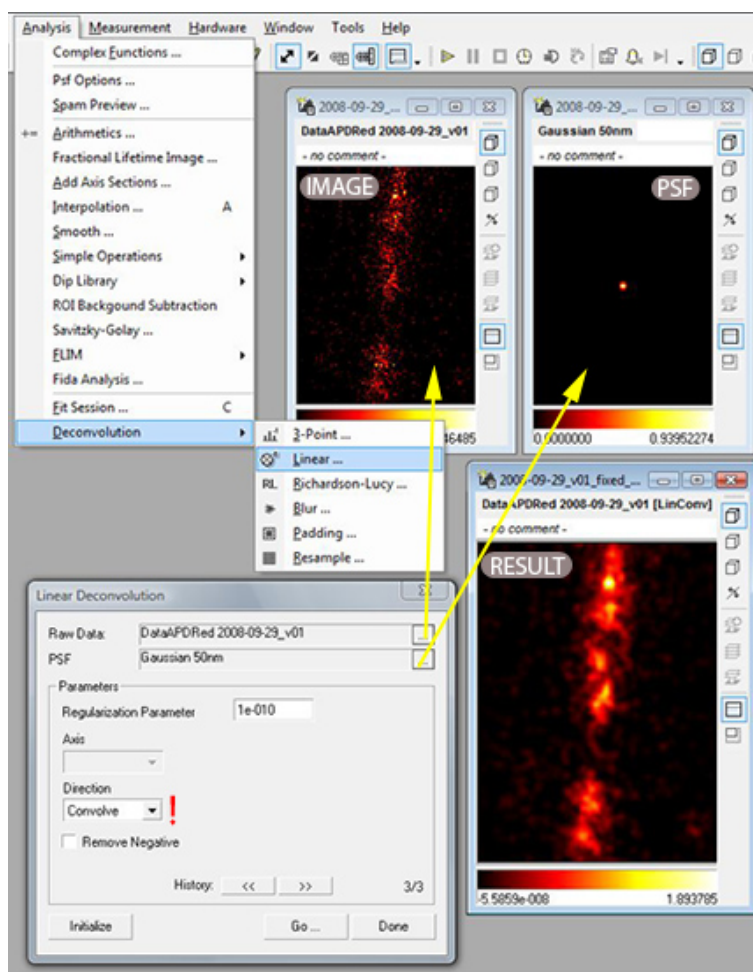 Analysis Measurement Hardware Window Tools Help
Complex Functions ...
Psf Options ...
Spam Preview ...
+= Arithmetics ...
Fractional Lifetime Image ...
Add Axis Sections ...
Interpolation ... A
Smooth ...
Simple Operations
Dip Library
ROI Backgound Subtraction
Savitzky-Golay ...
FLIM
Fida Analysis ...
Fit Session ... C
Deconvolution
3-Point ...
Linear ...
RL Richardson-Lucy ...
Blur ...
Padding ...
Resample ...
2008-09-29_...
DataAPDRed 2008-09-29_v01
- no comment -
IMAGE
46485
2008-09-29_...
Gaussian 50nm
- no comment -
PSF
0.0000000 0.93952274
2008-09-29_v01_fixed_...
DataAPDRed 2008-09-29_v01 [LinConv]
- no comment -
RESULT
-5.5859e-008 1.893785
Linear Deconvolution
Raw Data: DataAPDRed 2008-09-29_v01 ...
PSF Gaussian 50nm ...
Parameters
Regularization Parameter 1e-010
Axis
Direction
Convolve !
Remove Negative
History: << >> 3/3
Initialize Go ... Done